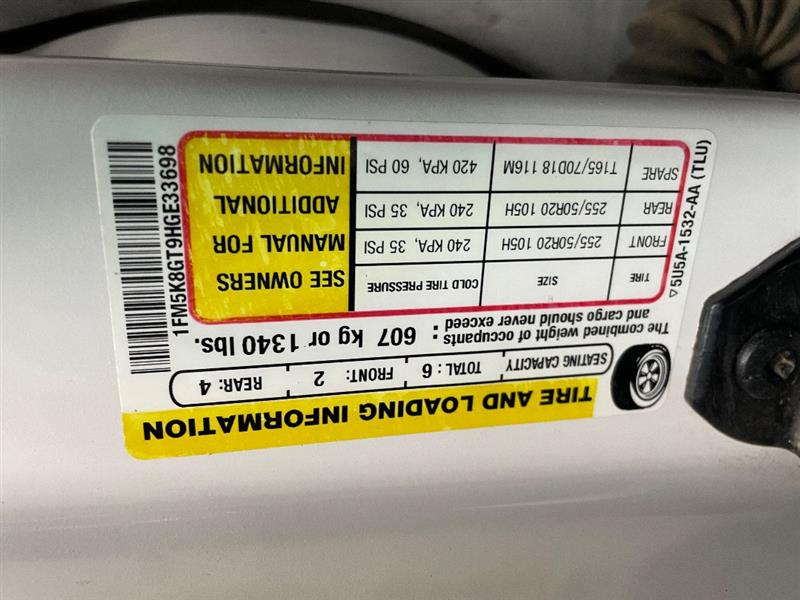 TIRE AND LOADING INFORMATION
SEATING CAPACITY TOTAL : 6 FRONT: 2 REAR: 4
The combined weight of occupants
and cargo should never exceed : 607 kg or 1340 lbs.
TIRE SIZE COLD TIRE PRESSURE SEE OWNERS
FRONT 255/50R20 105H 240 KPA, 35 PSI MANUAL FOR
REAR 255/50R20 105H 240 KPA, 35 PSI ADDITIONAL
SPARE T165/70D18 116M 420 KPA, 60 PSI INFORMATION
5U5A-1532-AA (TLU)
1FM5K8GT9HGE33698